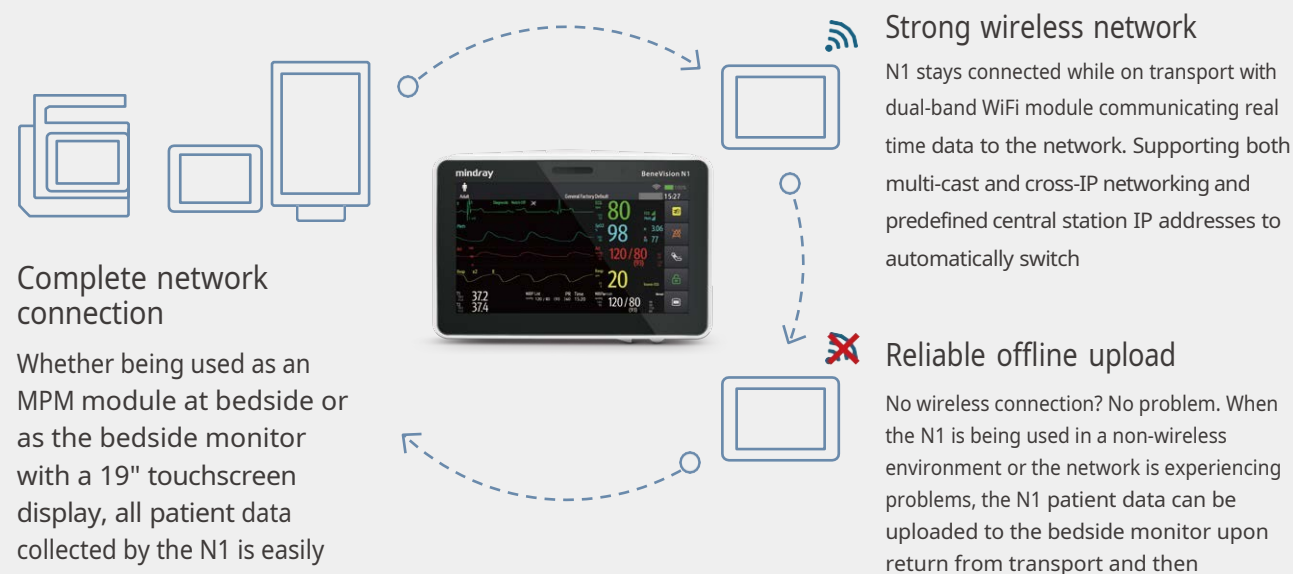 Strong wireless network
N1 stays connected while on transport with
dual-band WiFi module communicating real
time data to the network. Supporting both
multi-cast and cross-IP networking and
predefined central station IP addresses to
automatically switch
mindray
BeneVision N1
General Factory Default
15:27
80
98
3.06
77
120/80
20
37.2
37.4
120/80
Complete network
connection
Whether being used as an
MPM module at bedside or
as the bedside monitor
with a 19" touchscreen
display, all patient data
collected by the N1 is easily
Reliable offline upload
No wireless connection? No problem. When
the N1 is being used in a non-wireless
environment or the network is experiencing
problems, the N1 patient data can be
uploaded to the bedside monitor upon
return from transport and then